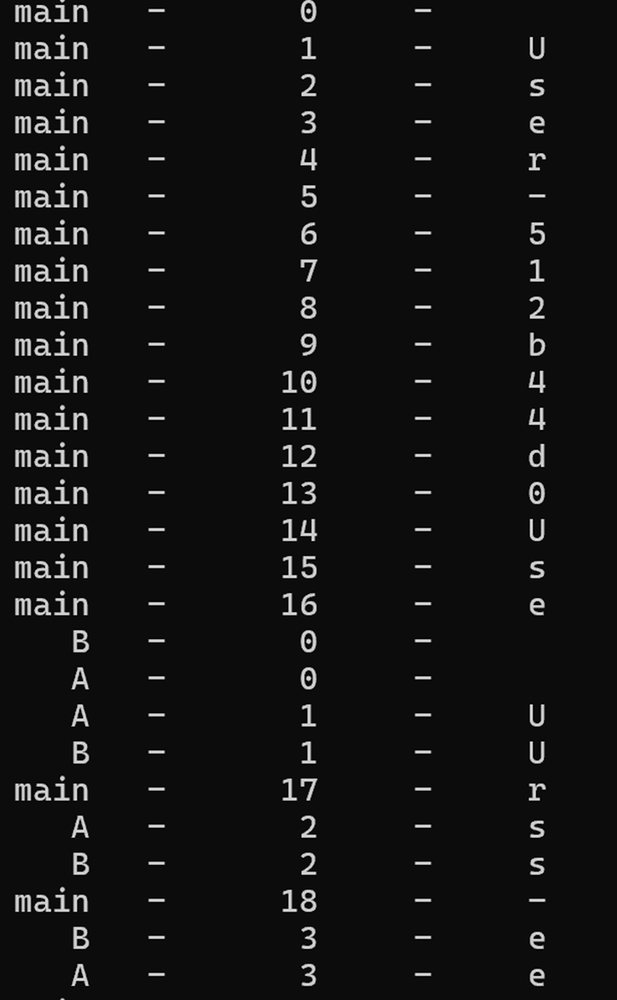 main - 0 -
main - 1 - U
main - 2 - s
main - 3 - e
main - 4 - r
main - 5 - -
main - 6 - 5
main - 7 - 1
main - 8 - 2
main - 9 - b
main - 10 - 4
main - 11 - 4
main - 12 - d
main - 13 - 0
main - 14 - U
main - 15 - s
main - 16 - e
B - 0 -
A - 0 -
A - 1 - U
B - 1 - U
main - 17 - r
A - 2 - s
B - 2 - s
main - 18 - -
B - 3 - e
A - 3 - e